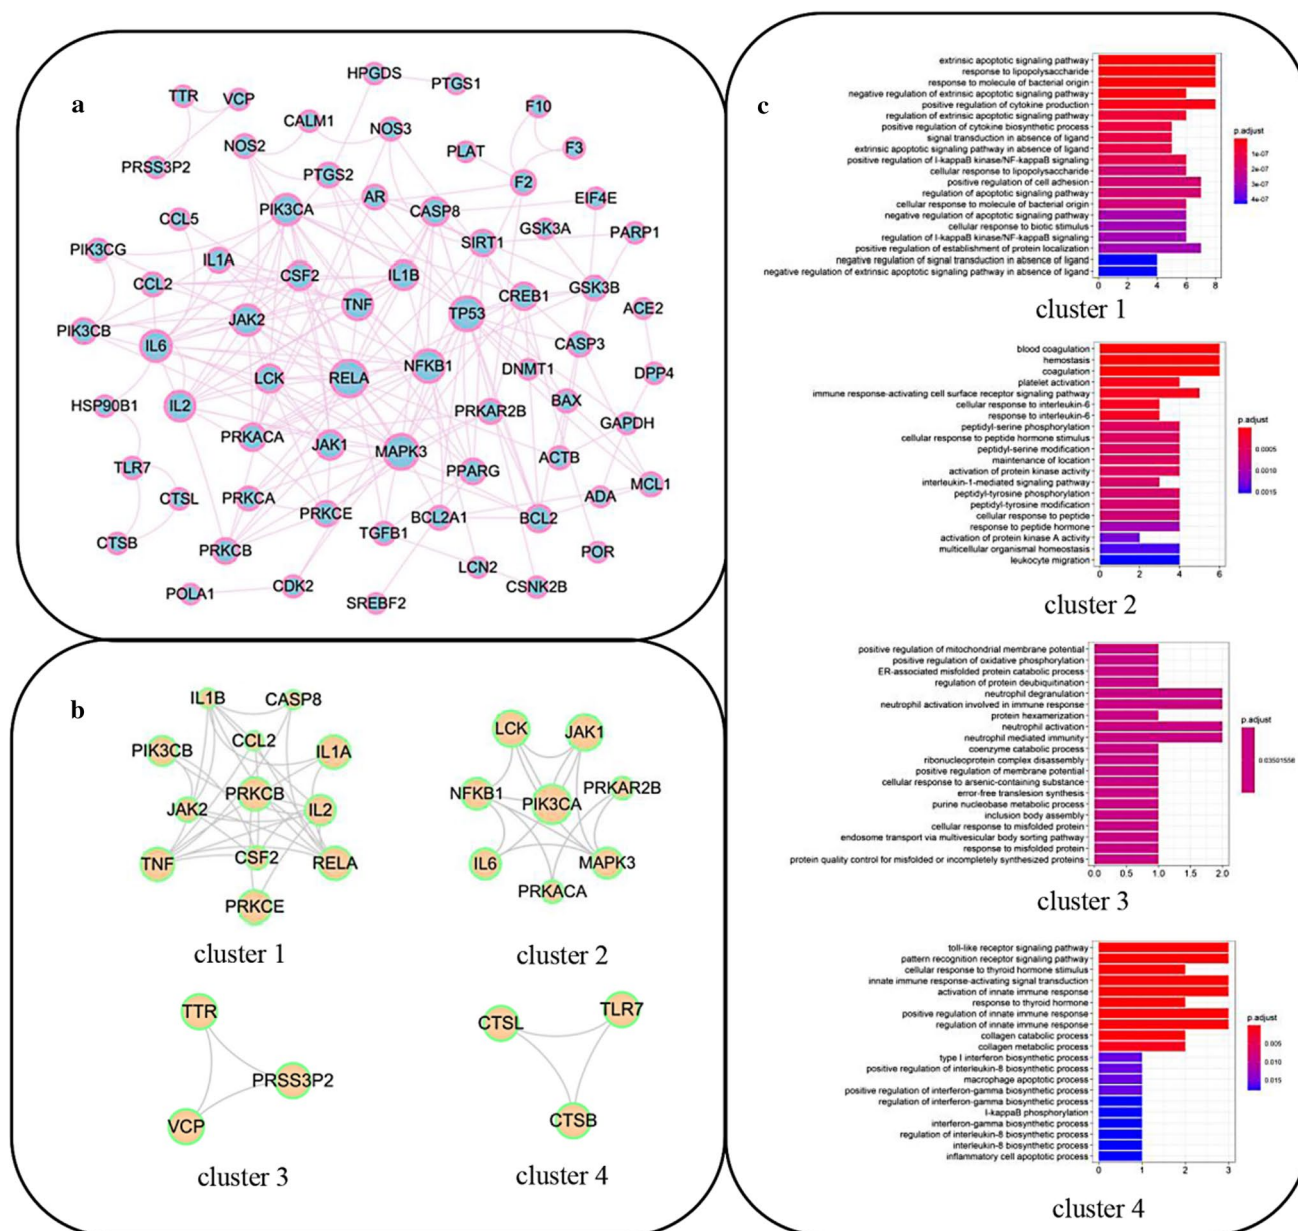 a
HPGDS
PTGS1
TTR
VCP
F10
CALM1
NOS3
NOS2
PLAT
F3
PRSS3P2
PTGS2
F2
AR
EIF4E
PIK3CA
CASP8
CCL5
GSK3A
PARP1
SIRT1
PIK3CG
IL1A
CSF2
IL1B
CCL2
CREB1
GSK3B
TNF
ACE2
JAK2
TP53
PIK3CB
IL6
CASP3
NFKB1
DNMT1
DPP4
LCK
RELA
HSP90B1
IL2
BAX
PRKAR2B
GAPDH
PRKACA
JAK1
MAPK3
ACTB
TLR7
PPARG
MCL1
CTSL
PRKCA
ADA
PRKCE
BCL2A1
BCL2
TGFB1
CTSB
PRKCB
POR
LCN2
CSNK2B
POLA1
CDK2
SREBF2
b
IL1B
CASP8
PIK3CB
CCL2
IL1A
PRKCB
JAK2
IL2
TNF
CSF2
RELA
PRKCE
cluster 1
LCK
JAK1
NFKB1
PIK3CA
PRKAR2B
IL6
MAPK3
PRKACA
cluster 2
TTR
PRSS3P2
VCP
cluster 3
CTSL
TLR7
CTSB
cluster 4
c
extrinsic apoptotic signaling pathway
response to lipopolysaccharide
response to molecule of bacterial origin
negative regulation of extrinsic apoptotic signaling pathway
positive regulation of cytokine production
regulation of extrinsic apoptotic signaling pathway
positive regulation of cytokine biosynthetic process
signal transduction in absence of ligand
extrinsic apoptotic signaling pathway in absence of ligand
positive regulation of I-kappaB kinase/NF-kappaB signaling
cellular response to lipopolysaccharide
positive regulation of cell adhesion
regulation of apoptotic signaling pathway
cellular response to molecule of bacterial origin
negative regulation of apoptotic signaling pathway
cellular response to biotic stimulus
regulation of I-kappaB kinase/NF-kappaB signaling
positive regulation of establishment of protein localization
negative regulation of signal transduction in absence of ligand
negative regulation of extrinsic apoptotic signaling pathway in absence of ligand
0 2 4 6 8
p.adjust
1e-07
2e-07
3e-07
4e-07
cluster 1
blood coagulation
hemostasis
coagulation
platelet activation
immune response-activating cell surface receptor signaling pathway
cellular response to interleukin-6
response to interleukin-6
peptidyl-serine phosphorylation
cellular response to peptide hormone stimulus
peptidyl-serine modification
maintenance of location
activation of protein kinase activity
interleukin-1-mediated signaling pathway
peptidyl-tyrosine phosphorylation
peptidyl-tyrosine modification
cellular response to peptide
response to peptide hormone
activation of protein kinase A activity
multicellular organismal homeostasis
leukocyte migration
0 2 4 6
p.adjust
0.0005
0.0010
0.0015
cluster 2
positive regulation of mitochondrial membrane potential
positive regulation of oxidative phosphorylation
ER-associated misfolded protein catabolic process
regulation of protein deubiquitination
neutrophil degranulation
neutrophil activation involved in immune response
protein hexamerization
neutrophil activation
neutrophil mediated immunity
coenzyme catabolic process
ribonucleoprotein complex disassembly
positive regulation of membrane potential
cellular response to arsenic-containing substance
error-free translesion synthesis
purine nucleobase metabolic process
inclusion body assembly
cellular response to misfolded protein
endosome transport via multivesicular body sorting pathway
response to misfolded protein
protein quality control for misfolded or incompletely synthesized proteins
0.0 0.5 1.0 1.5 2.0
p.adjust
0.03501558
cluster 3
toll-like receptor signaling pathway
pattern recognition receptor signaling pathway
cellular response to thyroid hormone stimulus
innate immune response-activating signal transduction
activation of innate immune response
response to thyroid hormone
positive regulation of innate immune response
regulation of innate immune response
collagen catabolic process
collagen metabolic process
type I interferon biosynthetic process
positive regulation of interleukin-8 biosynthetic process
macrophage apoptotic process
positive regulation of interferon-gamma biosynthetic process
regulation of interferon-gamma biosynthetic process
I-kappaB phosphorylation
interferon-gamma biosynthetic process
regulation of interleukin-8 biosynthetic process
interleukin-8 biosynthetic process
inflammatory cell apoptotic process
0 1 2 3
p.adjust
0.005
0.010
0.015
cluster 4